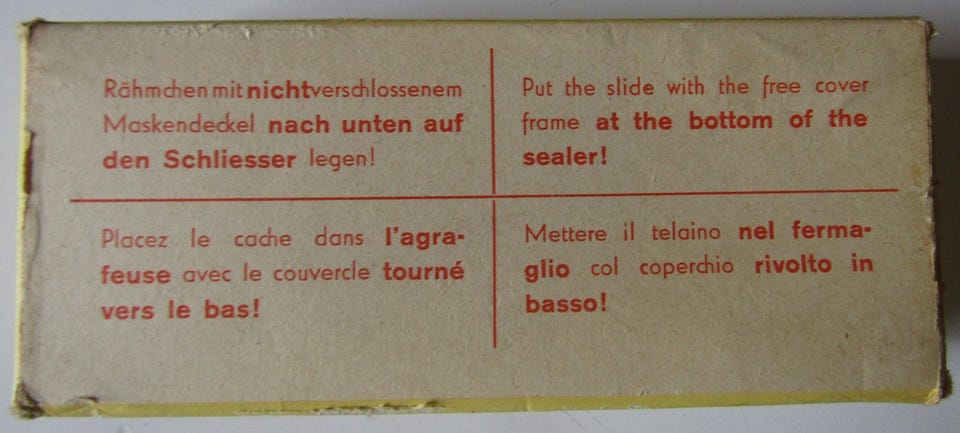 Rähmchen mit nicht verschlossenem
Maskendeckel nach unten auf
den Schliesser legen!
Put the slide with the free cover
frame at the bottom of the
sealer!
Placez le cache dans l'agra-
feuse avec le couvercle tourné
vers le bas!
Mettere il telaino nel ferma-
glio col coperchio rivolto in
basso!